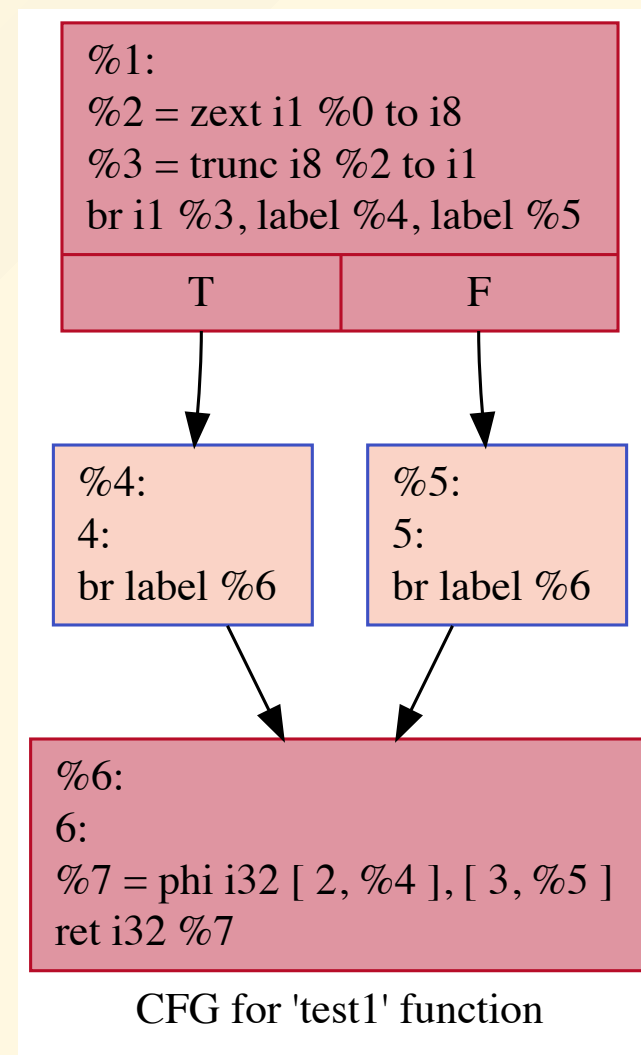 %1:
%2 = zext i1 %0 to i8
%3 = trunc i8 %2 to i1
br i1 %3, label %4, label %5
T
F
%4:
4:
br label %6
%5:
5:
br label %6
%6:
6:
%7 = phi i32 [ 2, %4 ], [ 3, %5 ]
ret i32 %7
CFG for 'test1' function